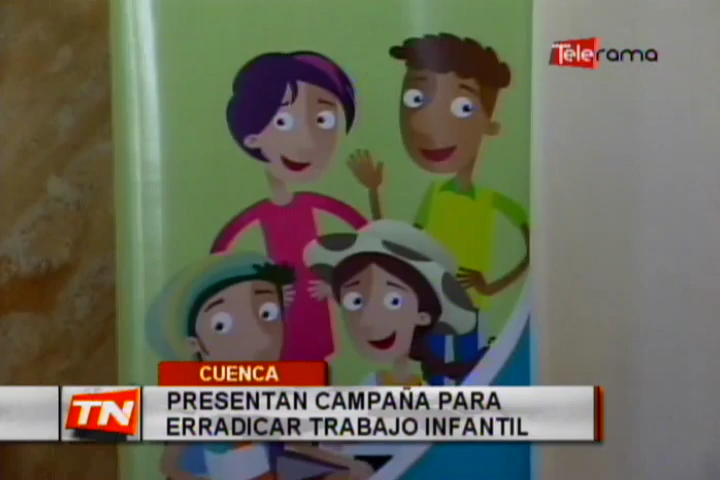 Telerama
CUENCA
TN
PRESENTAN CAMPAÑA PARA
ERRADICAR TRABAJO INFANTIL